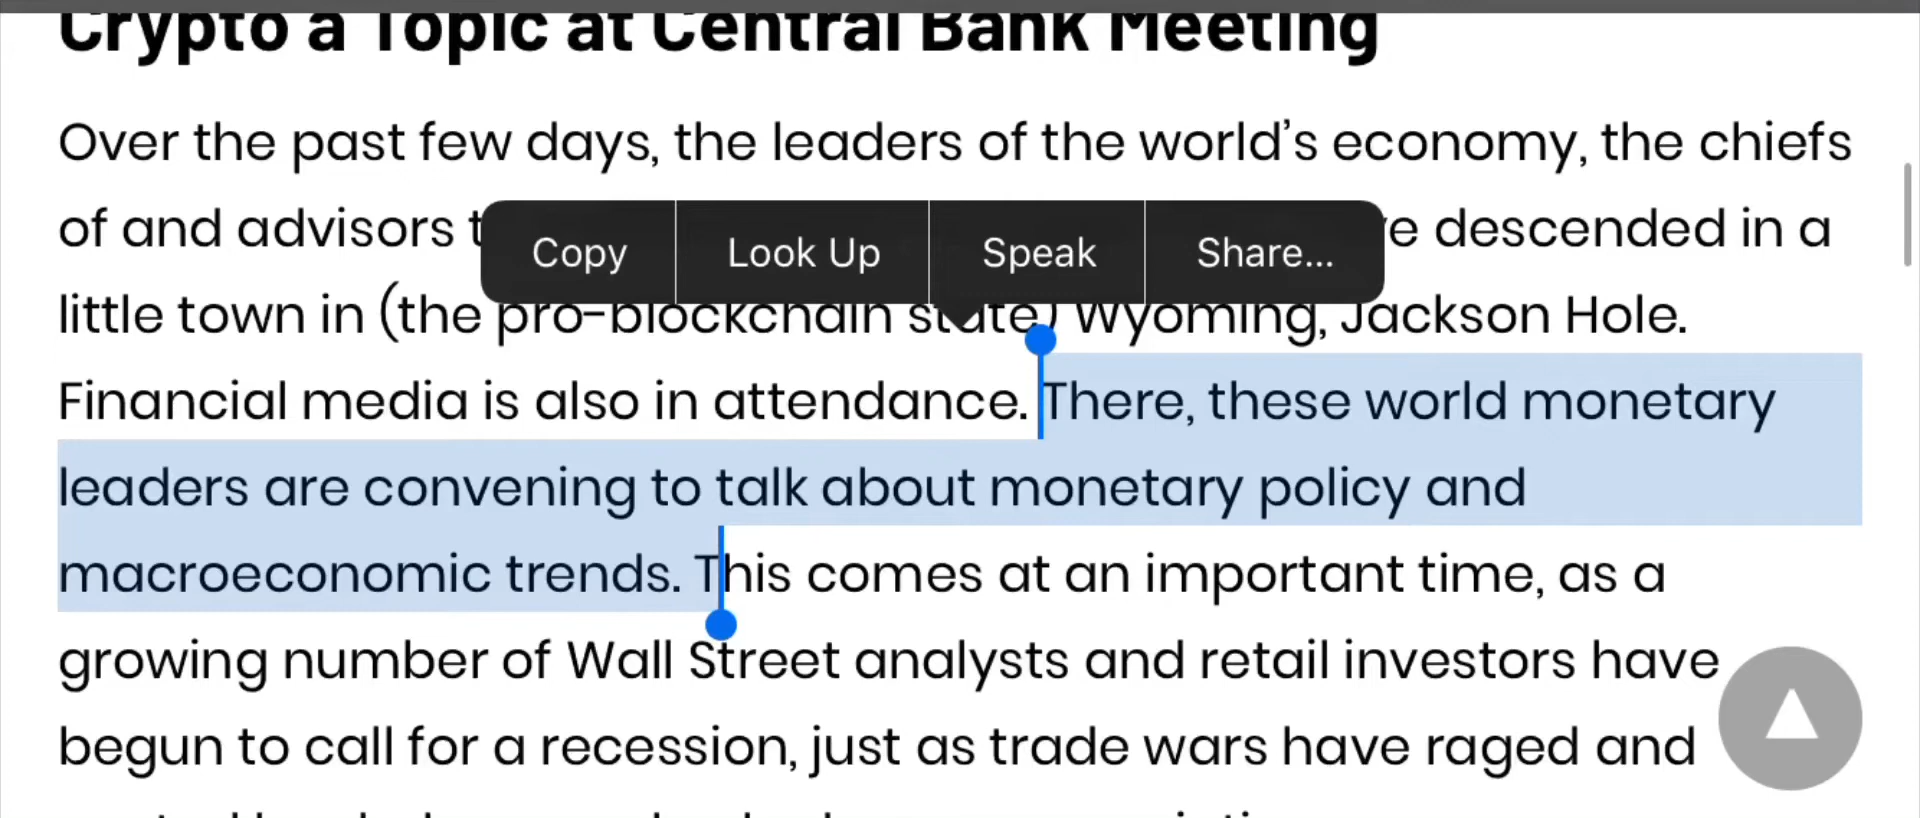 Crypto a Topic at Central Bank Meeting
Over the past few days, the leaders of the world's economy, the chiefs
of and advisors
descended in a
Copy Look Up Speak Share...
little town in (the pro-blockchain state) Wyoming, Jackson Hole.
Financial media is also in attendance. There, these world monetary
leaders are convening to talk about monetary policy and
macroeconomic trends. This comes at an important time, as a
growing number of Wall Street analysts and retail investors have
begun to call for a recession, just as trade wars have raged and